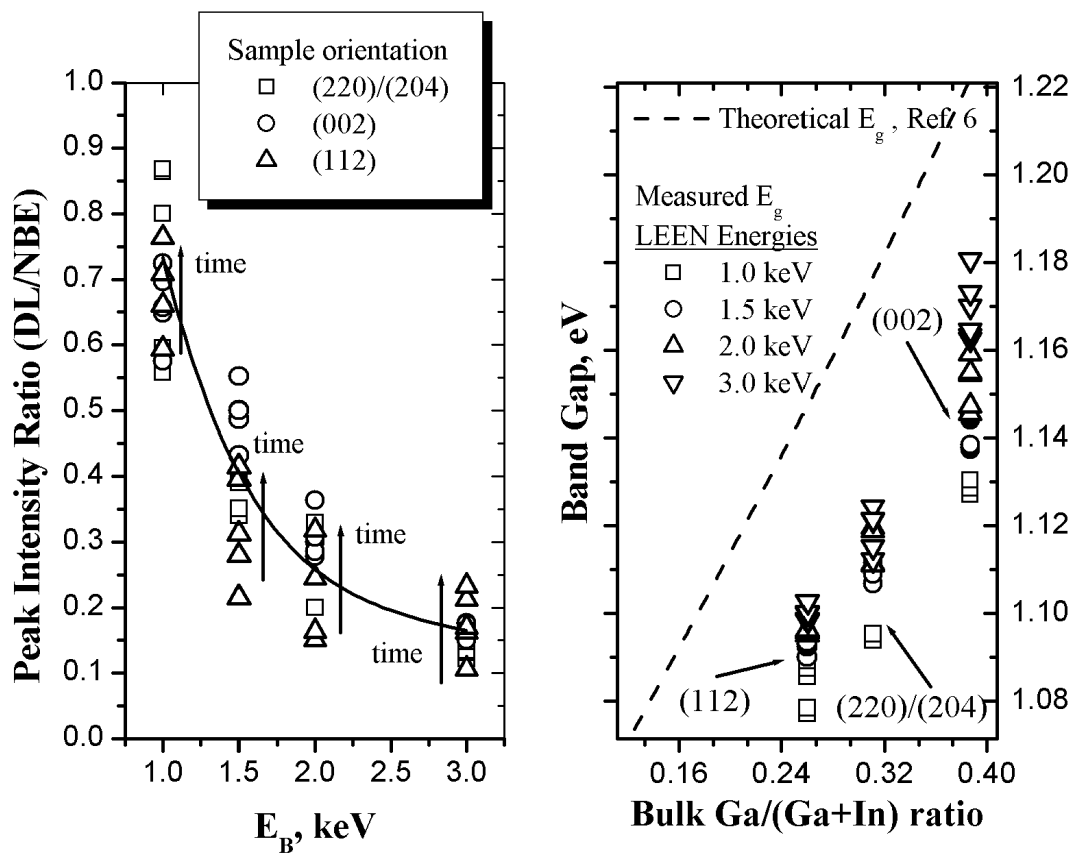 Sample orientation
(220)/(204)
(002)
(112)
1.0
0.9
0.8
0.7
0.6
0.5
0.4
0.3
0.2
0.1
0.0
Peak Intensity Ratio (DL/NBE)
time
time
time
time
1.0 1.5 2.0 2.5 3.0
E_B, keV
Theoretical E_g , Ref. 6
Measured E_g
LEEN Energies
1.0 keV
1.5 keV
2.0 keV
3.0 keV
(002)
(112)
(220)/(204)
Band Gap, eV
1.22
1.20
1.18
1.16
1.14
1.12
1.10
1.08
0.16 0.24 0.32 0.40
Bulk Ga/(Ga+In) ratio